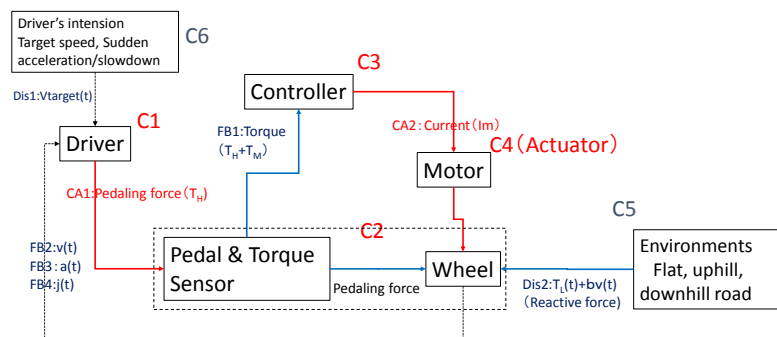 Driver's intension
Target speed, Sudden
acceleration/slowdown
C6
Dis1:Vtarget(t)
C1
Driver
C3
Controller
FB1:Torque
(TH+TM)
CA2：Current(Im)
C4（Actuator）
Motor
CA1:Pedaling force(TH)
C2
C5
FB2:v(t)
FB3：a(t)
FB4:j(t)
Pedal & Torque
Sensor
Pedaling force
Wheel
Dis2:TL(t)+bv(t)
（Reactive force）
Environments
Flat, uphill,
downhill road